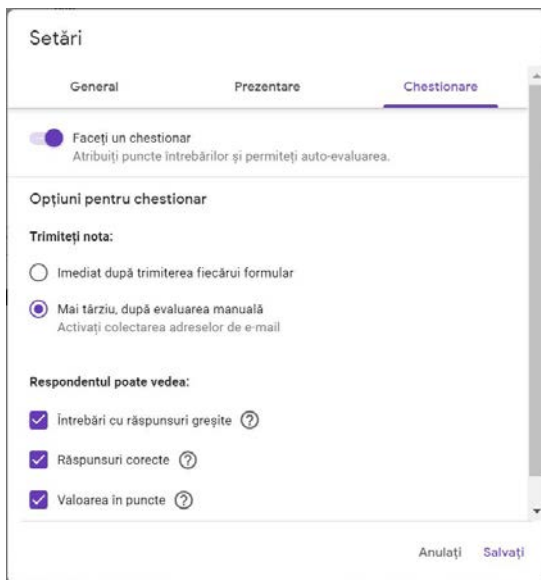 Setări
General Prezentare Chestionare
Faceți un chestionar
Atribuiți puncte întrebărilor și permiteți auto-evaluarea.
Opțiuni pentru chestionar
Trimiteți nota:
Imediat după trimiterea fiecărui formular
Mai târziu, după evaluarea manuală
Activați colectarea adreselor de e-mail
Respondentul poate vedea:
Întrebări cu răspunsuri greșite
Răspunsuri corecte
Valoarea în puncte
Anulați Salvați